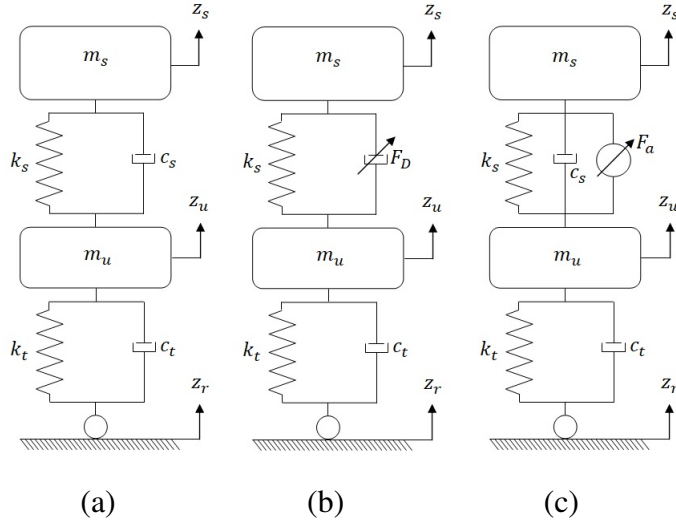 z_s
m_s
k_s
c_s
z_u
m_u
k_t
c_t
z_r
(a)
z_s
m_s
k_s
F_D
z_u
m_u
k_t
c_t
z_r
(b)
z_s
m_s
k_s
c_s
F_a
z_u
m_u
k_t
c_t
z_r
(c)